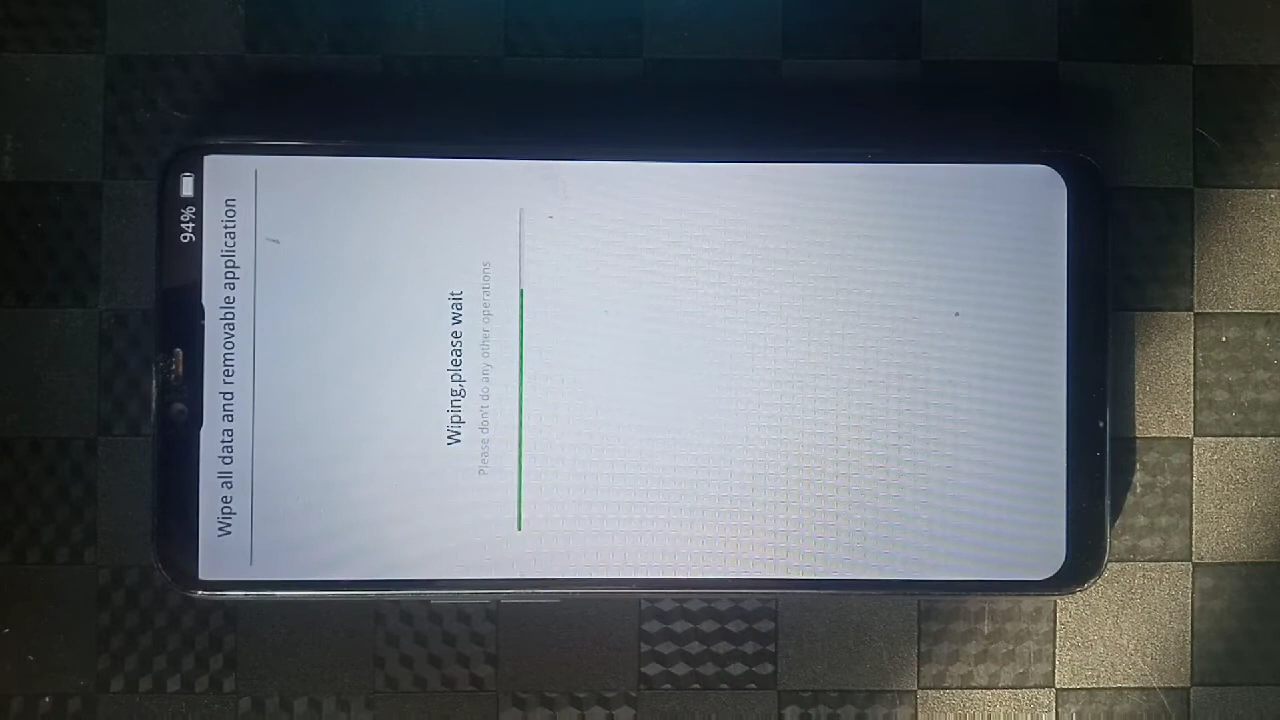 94%
Wipe all data and removable application
Wiping,please wait
Please don't do any other operations